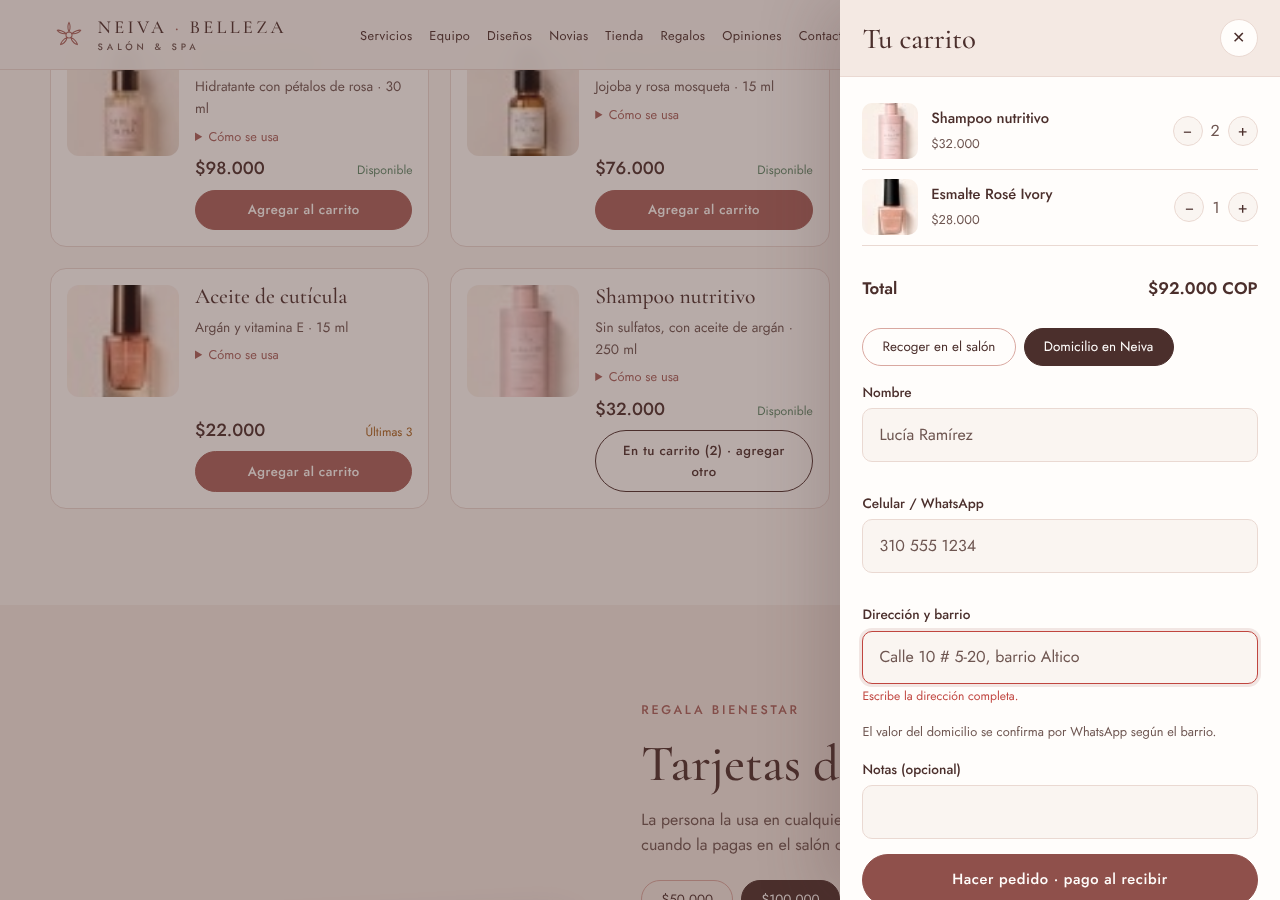 NEIVA · BELLEZA
SALÓN & SPA
Servicios Equipo Diseños Novias Tienda Regalos Opiniones Contact
Hidratante con pétalos de rosa · 30
ml
▶ Cómo se usa
$98.000 Disponible
Agregar al carrito
Jojoba y rosa mosqueta · 15 ml
▶ Cómo se usa
$76.000 Disponible
Agregar al carrito
Aceite de cutícula
Argán y vitamina E · 15 ml
▶ Cómo se usa
$22.000 Últimas 3
Agregar al carrito
Shampoo nutritivo
Sin sulfatos, con aceite de argán ·
250 ml
▶ Cómo se usa
$32.000 Disponible
En tu carrito (2) · agregar
otro
REGALA BIENESTAR
Tarjetas d
La persona la usa en cualquie
cuando la pagas en el salón o
$50.000 $100.000
Tu carrito ✕
Shampoo nutritivo
$32.000
− 2 +
Esmalte Rosé Ivory
$28.000
− 1 +
Total $92.000 COP
Recoger en el salón Domicilio en Neiva
Nombre
Lucía Ramírez
Celular / WhatsApp
310 555 1234
Dirección y barrio
Calle 10 # 5-20, barrio Altico
Escribe la dirección completa.
El valor del domicilio se confirma por WhatsApp según el barrio.
Notas (opcional)
Hacer pedido · pago al recibir